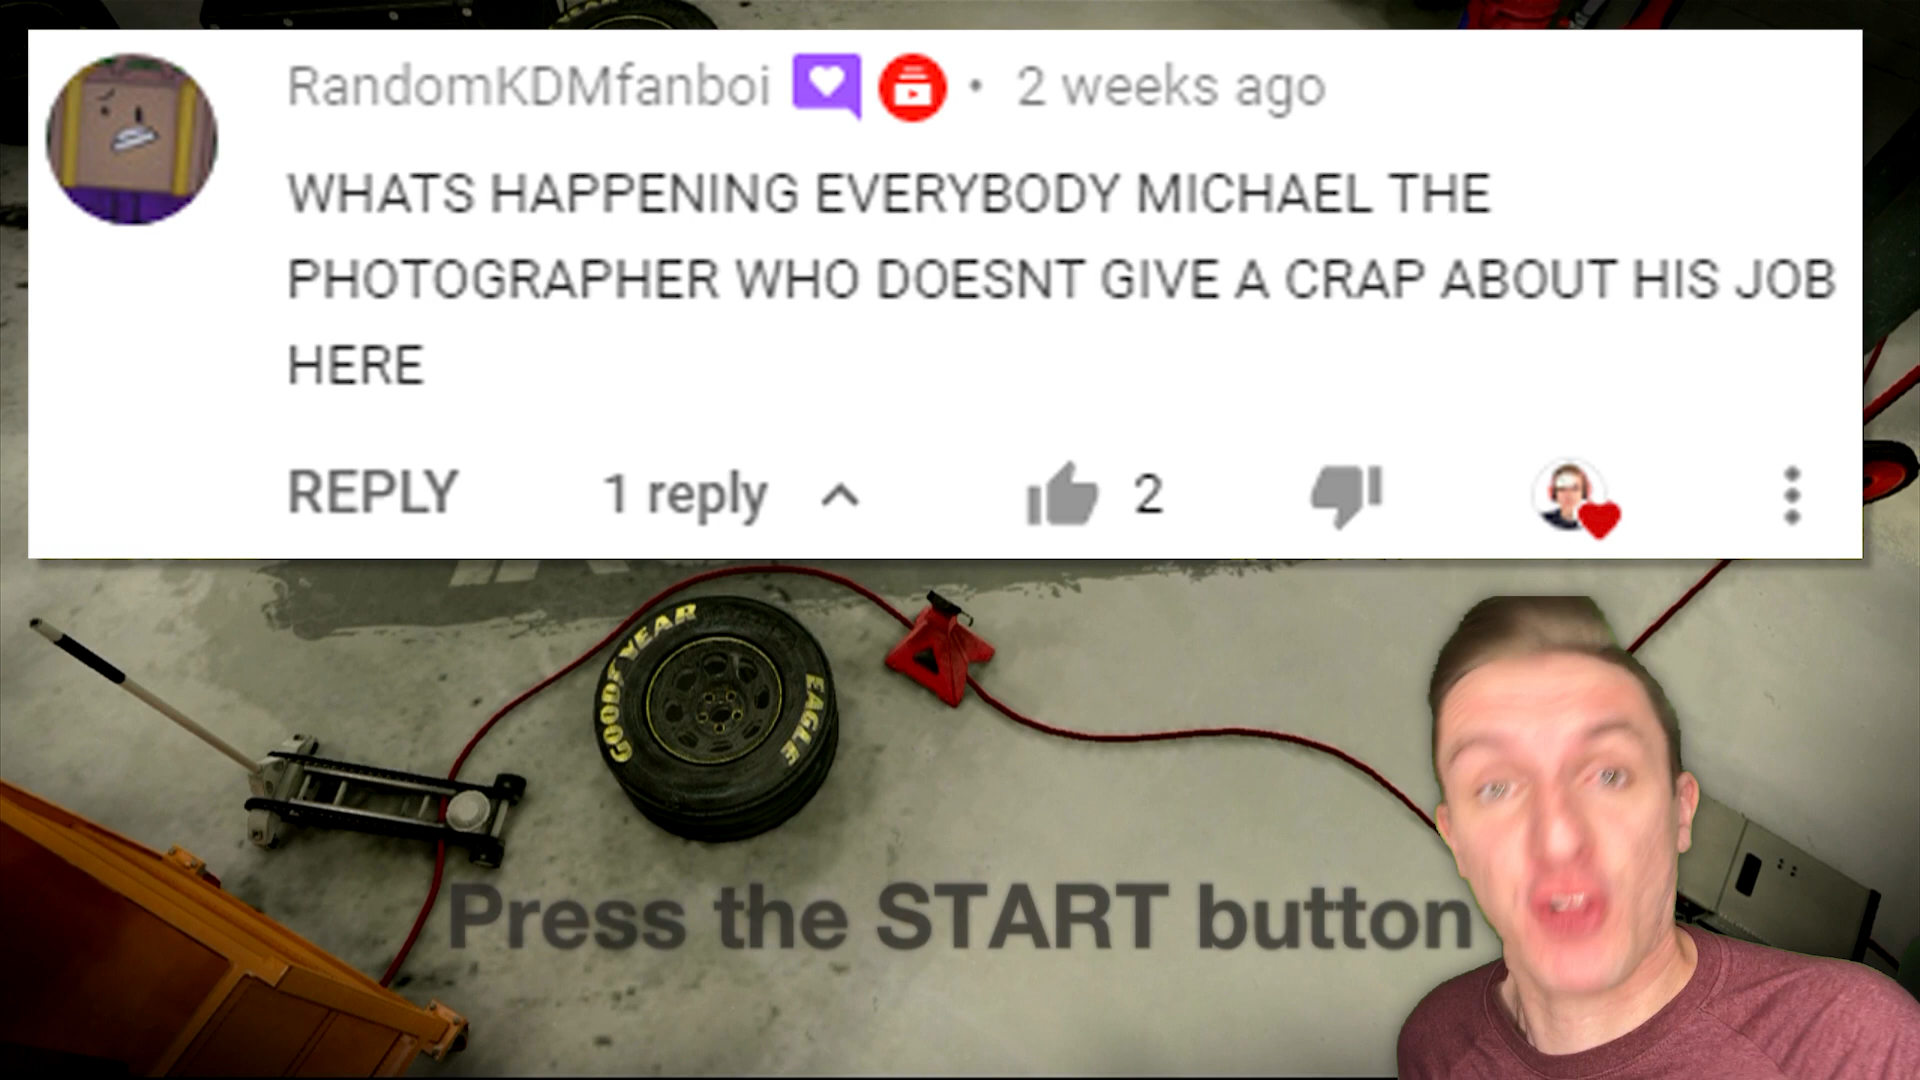 RandomKDMfanboi • 2 weeks ago
WHATS HAPPENING EVERYBODY MICHAEL THE
PHOTOGRAPHER WHO DOESNT GIVE A CRAP ABOUT HIS JOB
HERE
REPLY 1 reply 2
GOODYEAR
EAGLE
Press the START button